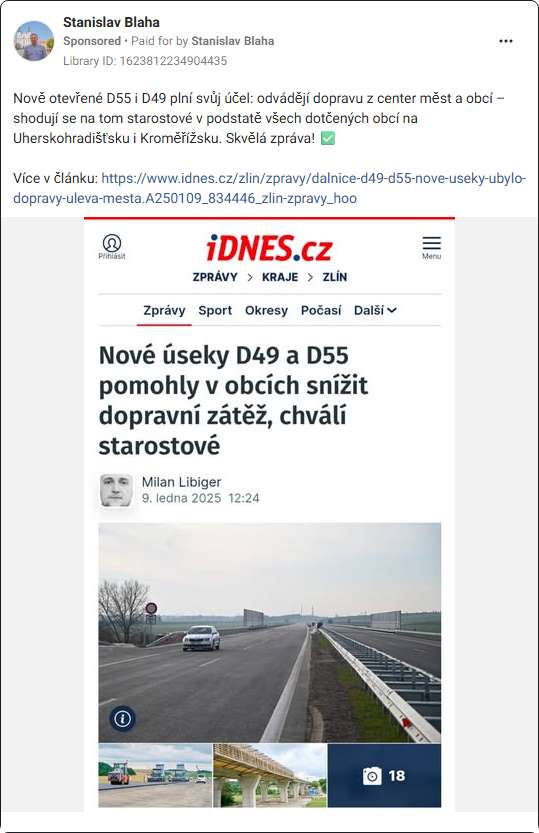 Stanislav Blaha
Sponsored • Paid for by Stanislav Blaha
Library ID: 1623812234904435
Nově otevřené D55 i D49 plní svůj účel: odvádějí dopravu z center měst a obcí –
shodují se na tom starostové v podstatě všech dotčených obcí na
Uherskohradišťsku i Kroměřížsku. Skvělá zpráva! ✅
Více v článku: https://www.idnes.cz/zlin/zpravy/dalnice-d49-d55-nove-useky-ubylo-
dopravy-uleva-mesta.A250109_834446_zlin-zpravy_hoo
Přihlásit
iDNES.cz
Menu
ZPRÁVY > KRAJE > ZLÍN
Zprávy Sport Okresy Počasí Další
Nové úseky D49 a D55
pomohly v obcích snížit
dopravní zátěž, chválí
starostové
Milan Libiger
9. ledna 2025 12:24
18